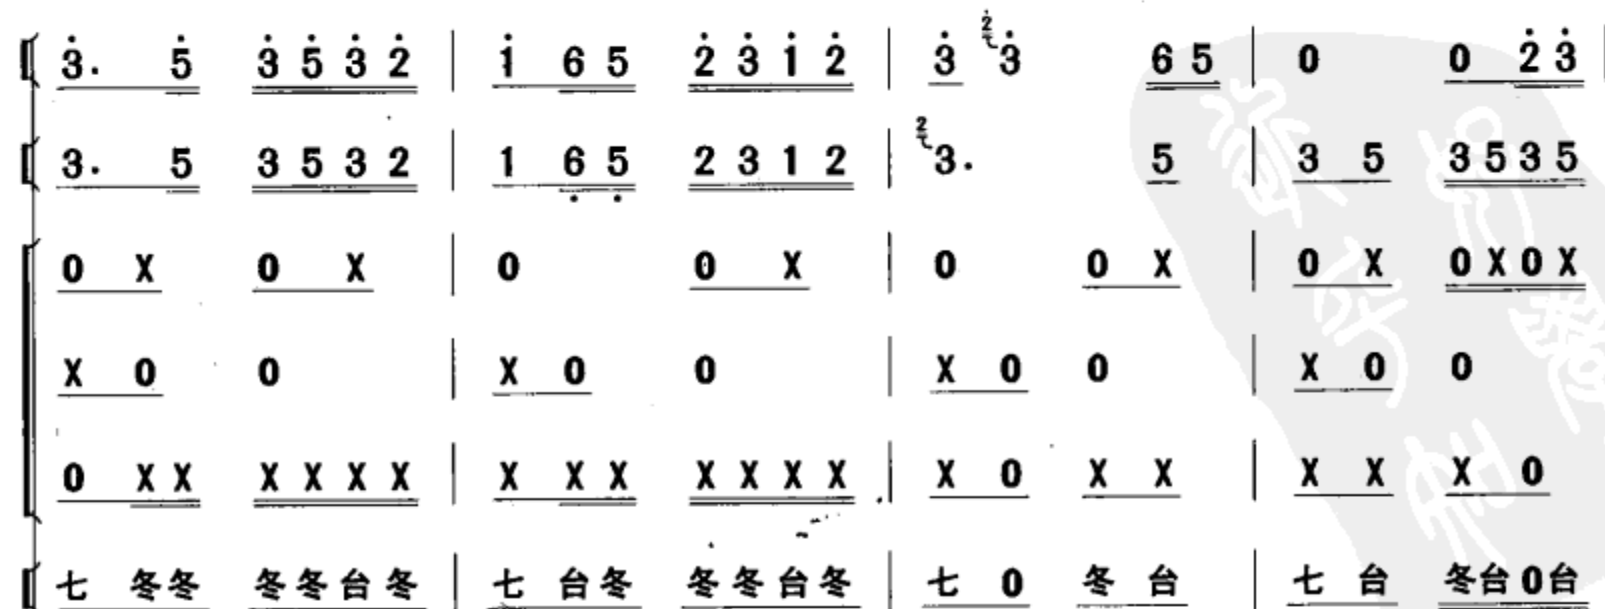 3̇. 5̇ 3̇ 5̇ 3̇ 2̇ | 1̇ 6 5 2̇ 3̇ 1̇ 2̇ | 3̇ 2̇ 3̇ 6 5 | 0 0 2̇ 3̇
3. 5 3 5 3 2 | 1 6̣ 5̣ 2 3 1 2 | 2 3. 5 | 3 5 3 5 3 5
0 X 0 X | 0 0 X | 0 0 X | 0 X 0 X 0 X
X 0 0 | X 0 0 | X 0 0 | X 0 0
0 X X X X X X | X X X X X X X | X 0 X X | X X X 0
七 冬冬 冬冬台冬 | 七 台冬 冬冬台冬 | 七 0 冬 台 | 七 台 冬台0台